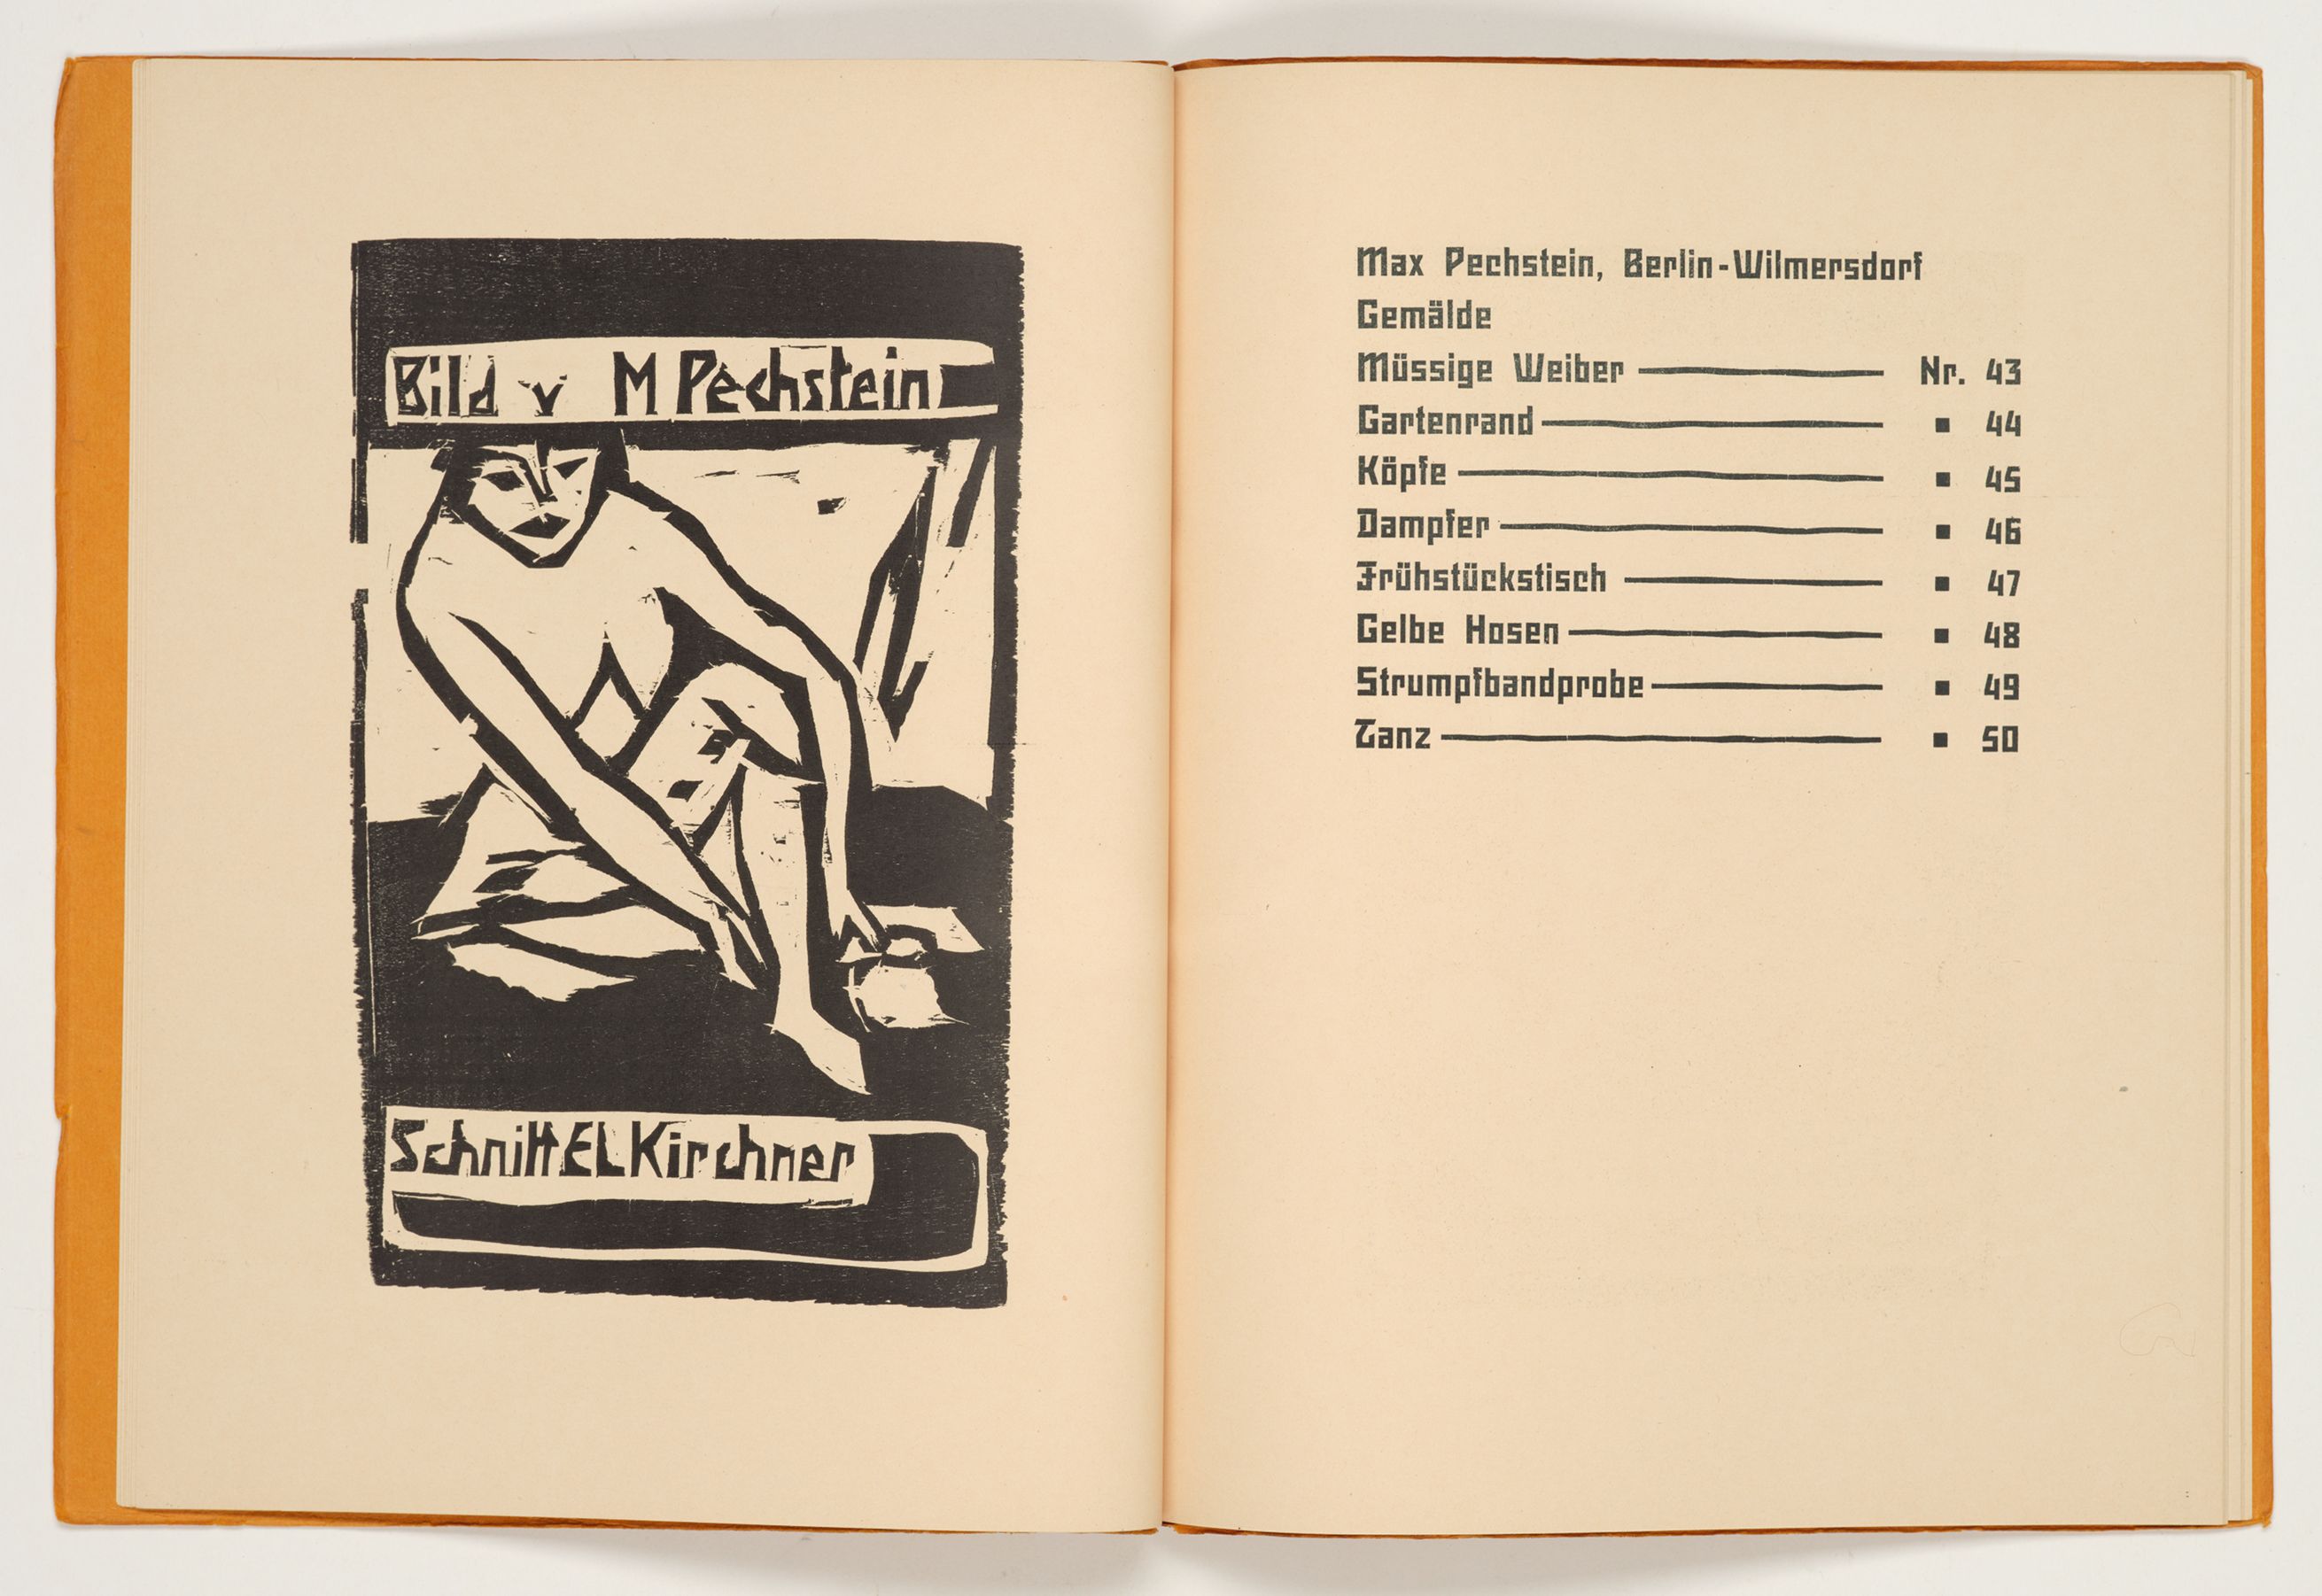 Bild v M Pechstein
Schnitt EL Kirchner
Max Pechstein, Berlin-Wilmersdorf
Gemälde
Müssige Weiber Nr. 43
Gartenrand ▪ 44
Köpfe ▪ 45
Dampfer ▪ 46
Frühstückstisch ▪ 47
Gelbe Hosen ▪ 48
Strumpfbandprobe ▪ 49
Tanz ▪ 50